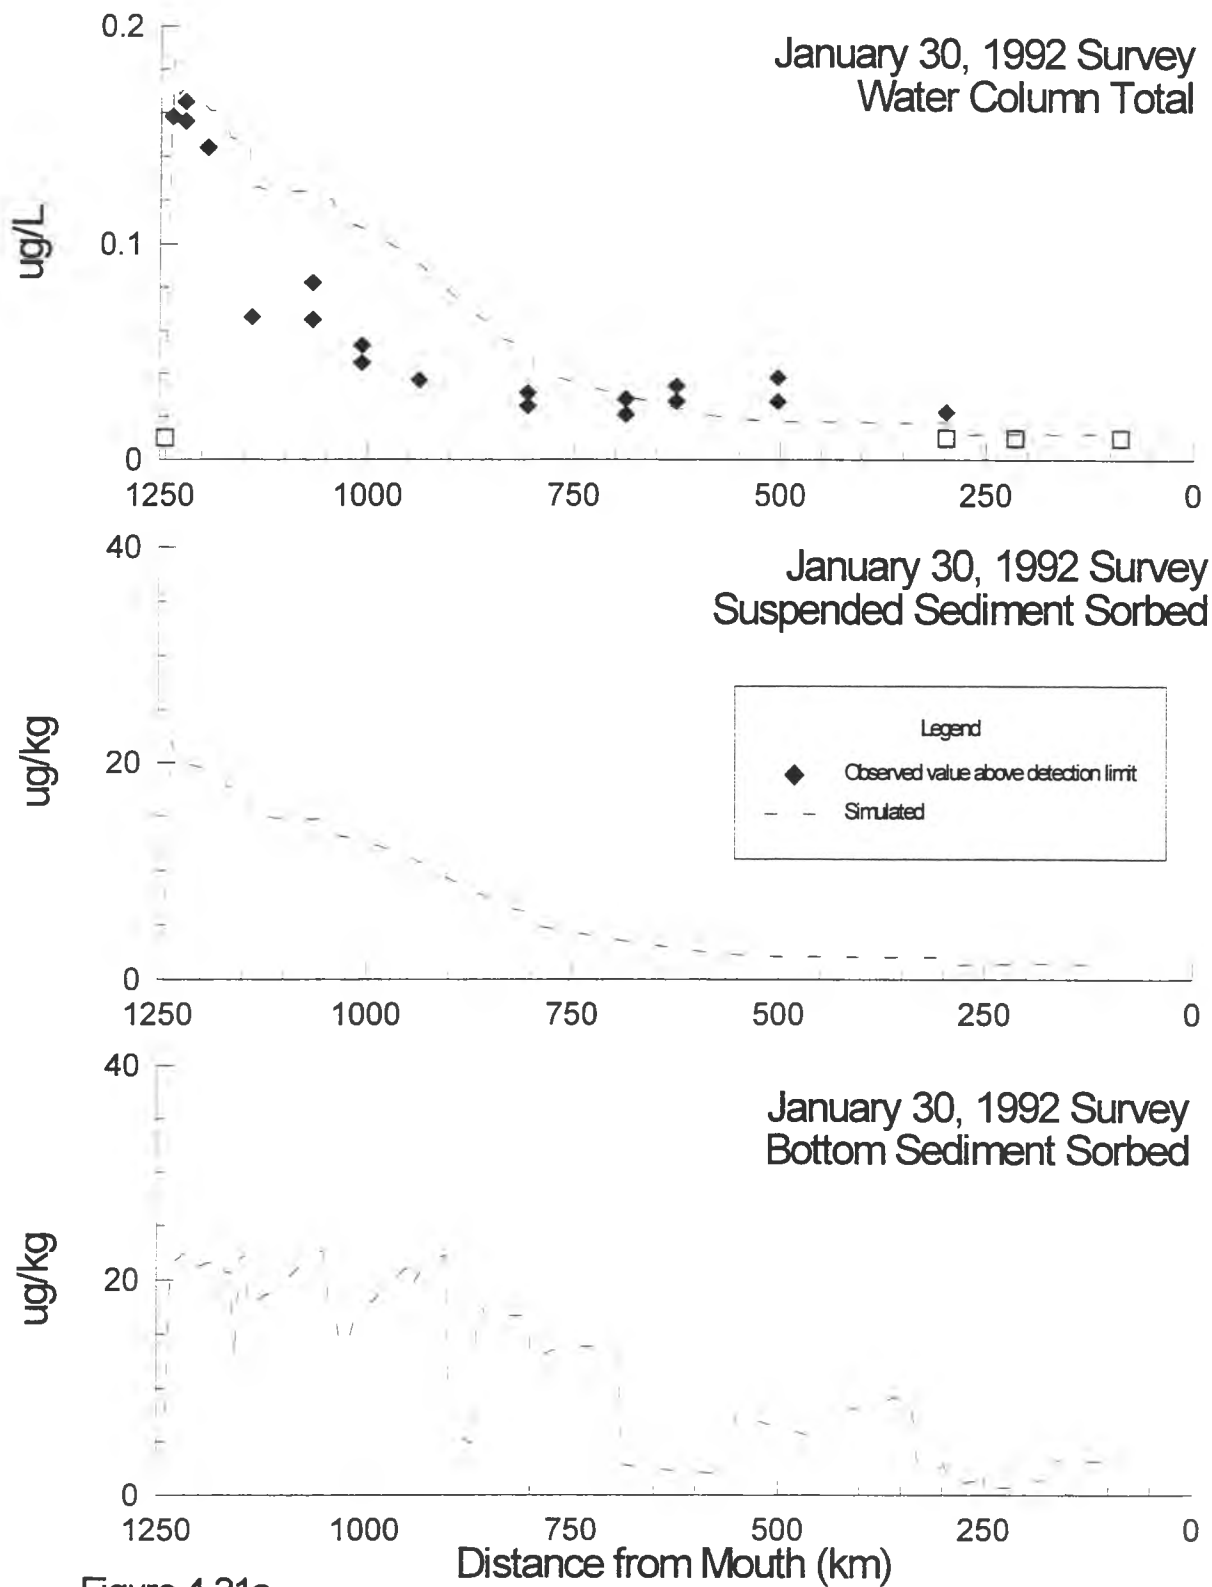 January 30, 1992 Survey
Water Column Total
ug/L
0.2
0.1
0
1250 1000 750 500 250 0
January 30, 1992 Survey
Suspended Sediment Sorbed
ug/kg
40
20
0
Legend
Observed value above detection limit
Simulated
1250 1000 750 500 250 0
January 30, 1992 Survey
Bottom Sediment Sorbed
ug/kg
40
20
0
1250 1000 750 500 250 0
Distance from Mouth (km)